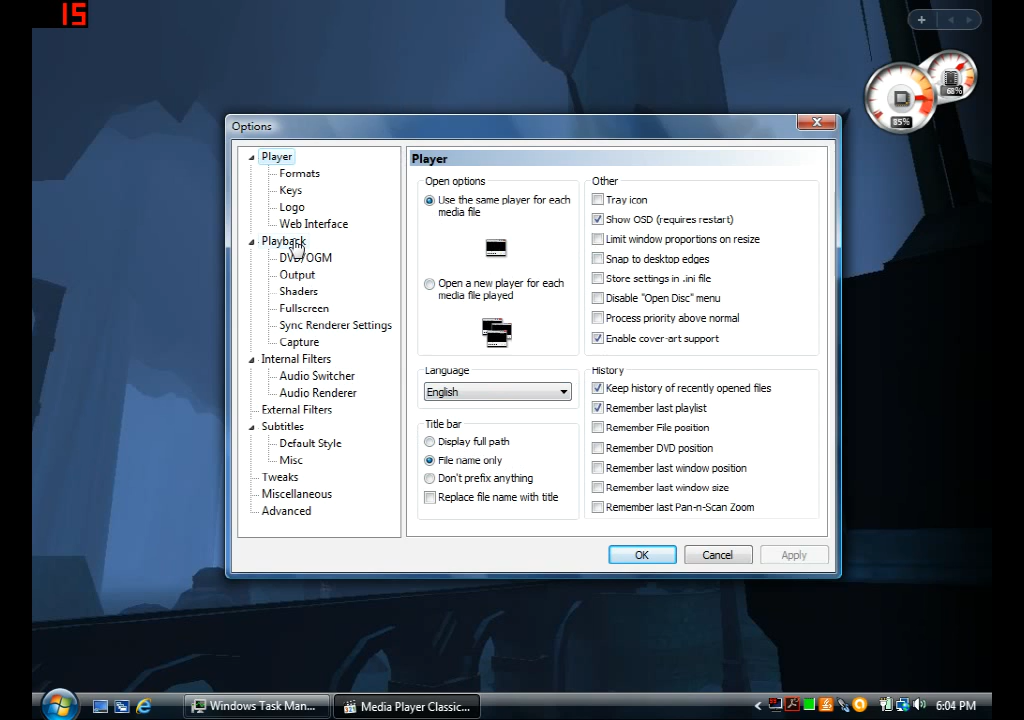 15
68%
85%
Options
Player
Formats
Keys
Logo
Web Interface
Playback
DVD/OGM
Output
Shaders
Fullscreen
Sync Renderer Settings
Capture
Internal Filters
Audio Switcher
Audio Renderer
External Filters
Subtitles
Default Style
Misc
Tweaks
Miscellaneous
Advanced
Player
Open options
Use the same player for each
media file
Open a new player for each
media file played
Language
English
Title bar
Display full path
File name only
Don't prefix anything
Replace file name with title
Other
Tray icon
Show OSD (requires restart)
Limit window proportions on resize
Snap to desktop edges
Store settings in .ini file
Disable "Open Disc" menu
Process priority above normal
Enable cover-art support
History
Keep history of recently opened files
Remember last playlist
Remember File position
Remember DVD position
Remember last window position
Remember last window size
Remember last Pan-n-Scan Zoom
OK
Cancel
Apply
Windows Task Man...
Media Player Classic...
6:04 PM